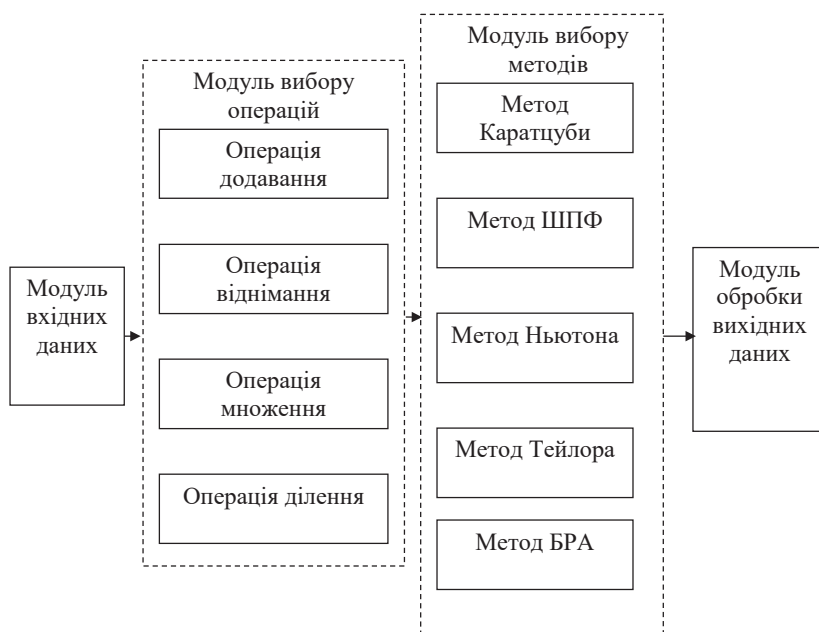 Модуль
вхідних
даних
Модуль вибору
операцій
Операція
додавання
Операція
віднімання
Операція
множення
Операція ділення
Модуль вибору
методів
Метод
Каратцуби
Метод ШПФ
Метод Ньютона
Метод Тейлора
Метод БРА
Модуль
обробки
вихідних
даних